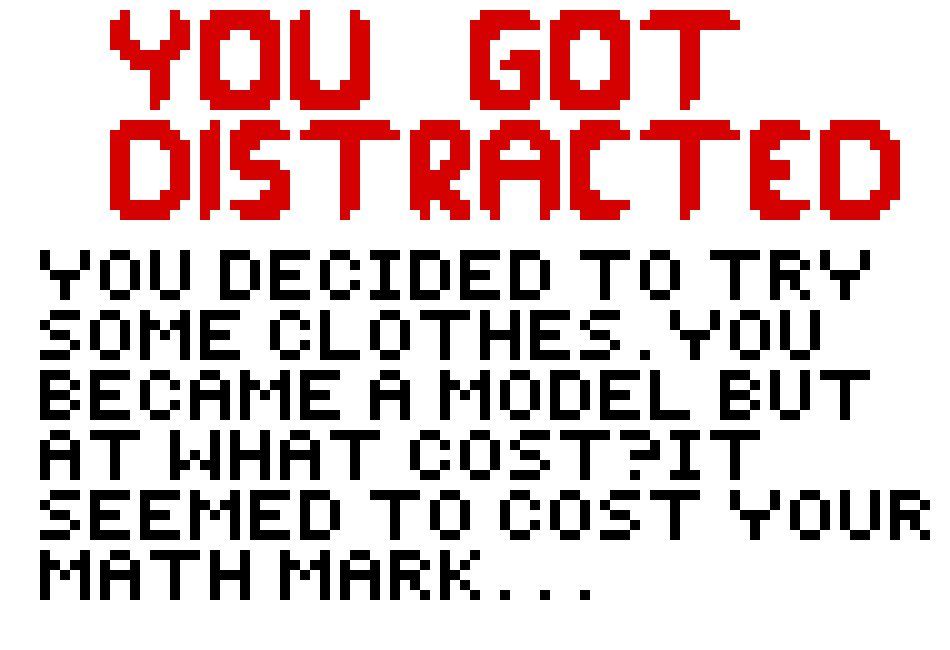 YOU GOT
DISTRACTED
YOU DECIDED TO TRY
SOME CLOTHES.YOU
BECAME A MODEL BUT
AT WHAT COST?IT
SEEMED TO COST YOUR
MATH MARK...